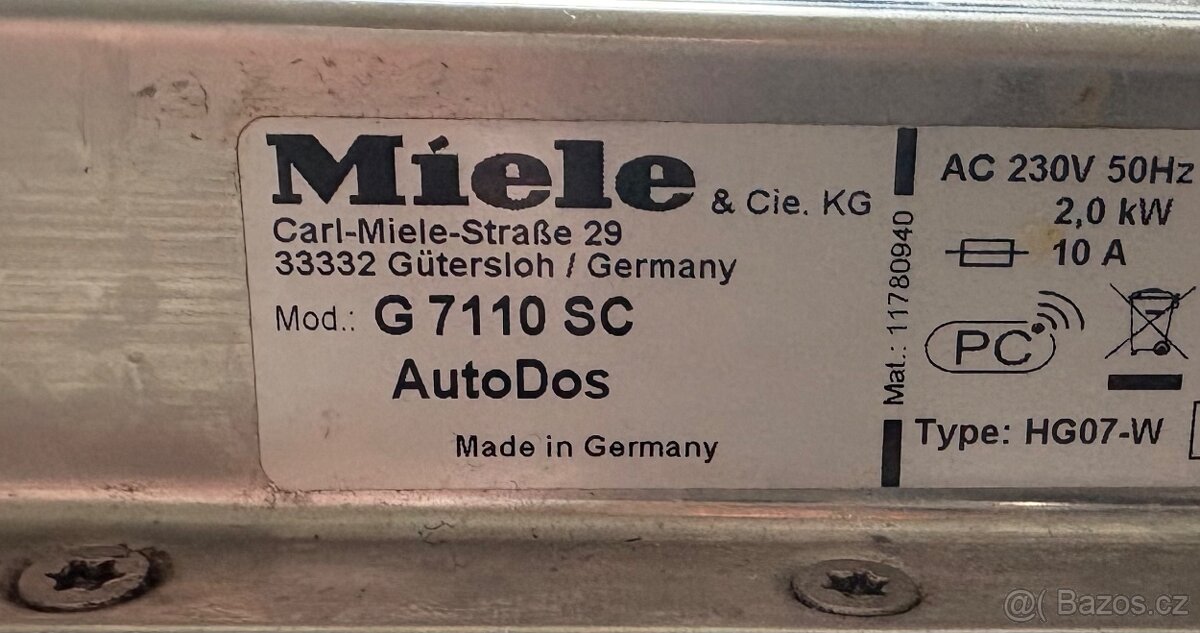 Miele & Cie. KG
Carl-Miele-Straße 29
33332 Gütersloh / Germany
Mod.: G 7110 SC
AutoDos
Made in Germany
Mat.: 11780940
AC 230V 50Hz
2,0 kW
10 A
PC
Type: HG07-W
@( Bazos.cz